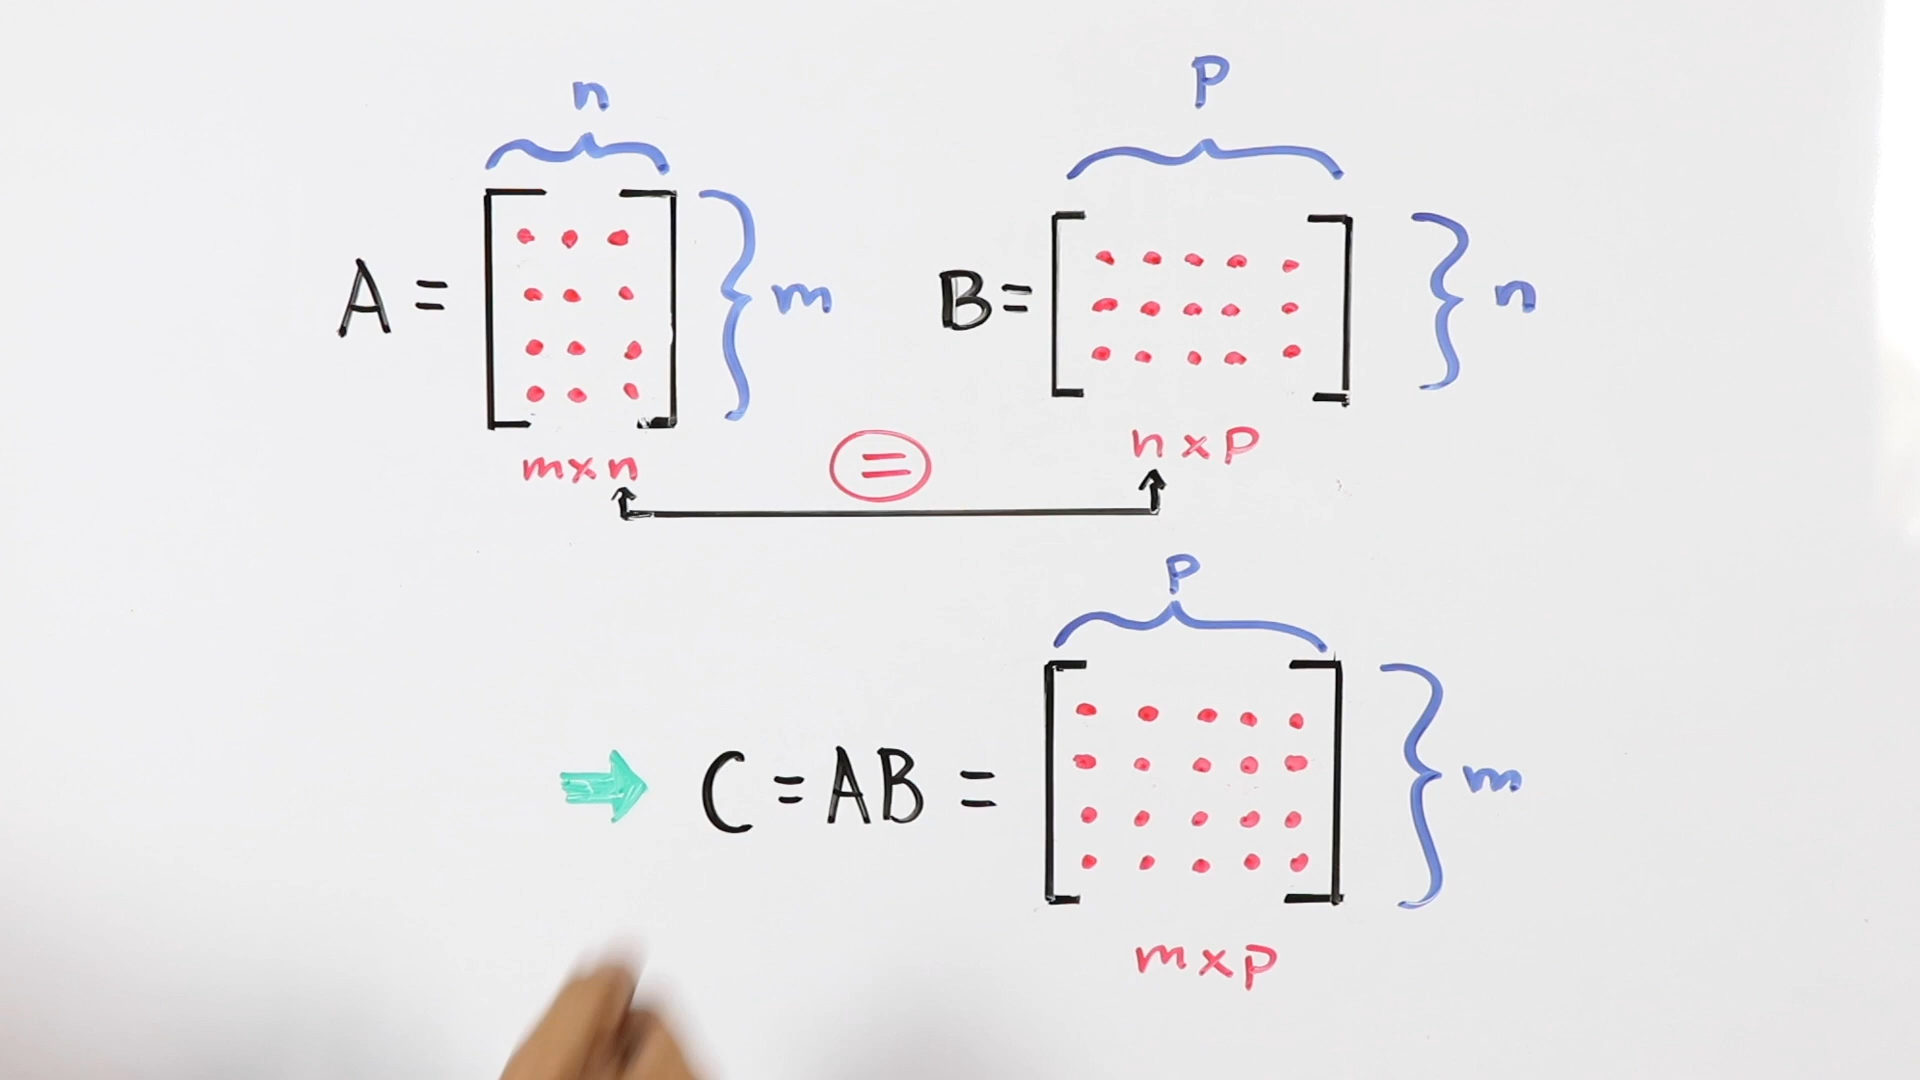 n
P
A = m
B = n
m×n
=
n×P
P
C = AB = m
m×p